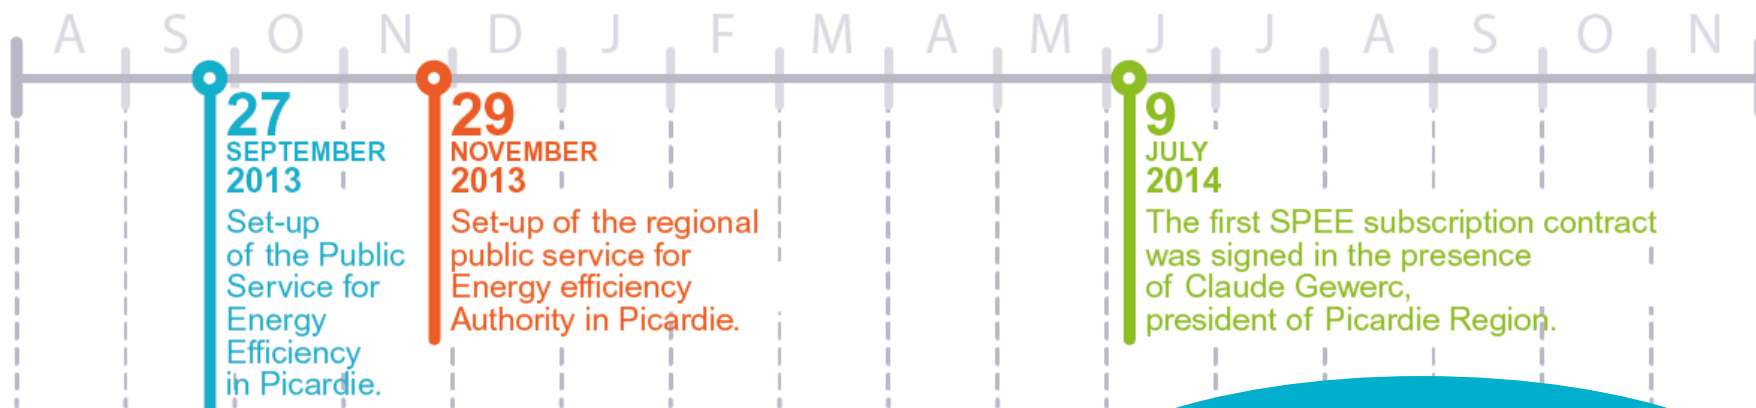 A S O N D J F M A M J J A S O N
27
SEPTEMBER
2013
Set-up
of the Public
Service for
Energy
Efficiency
in Picardie.
29
NOVEMBER
2013
Set-up of the regional
public service for
Energy efficiency
Authority in Picardie.
9
JULY
2014
The first SPEE subscription contract
was signed in the presence
of Claude Gewerc,
president of Picardie Region.